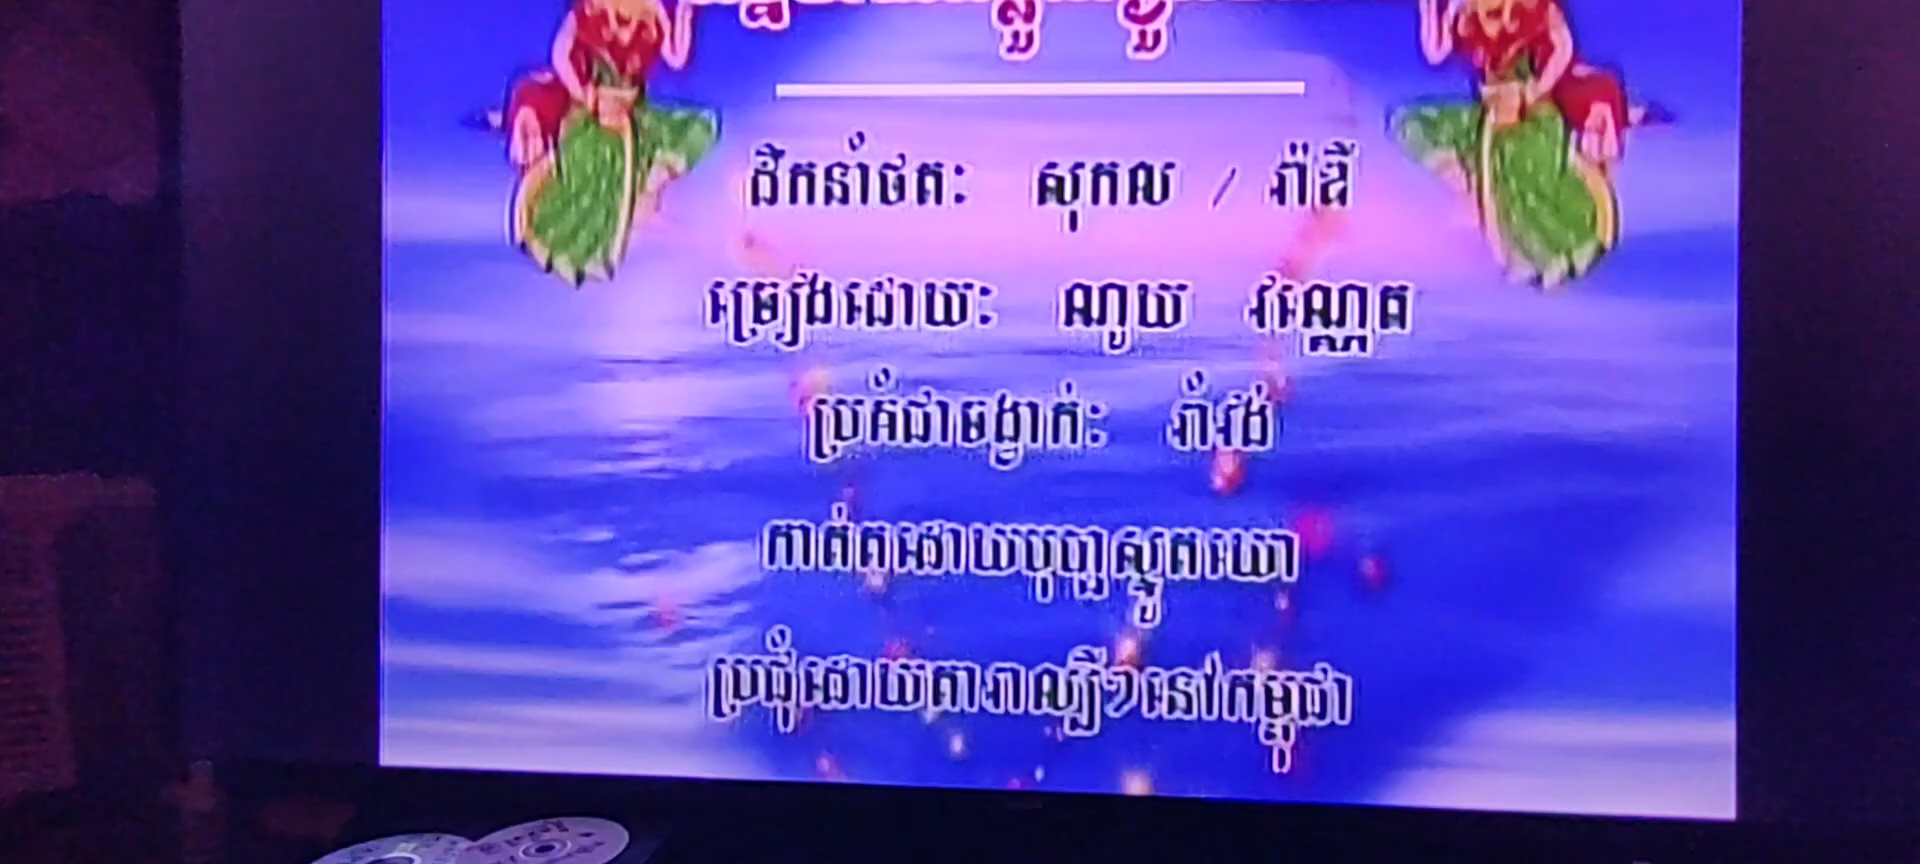 ដឹកនាំថតៈ សុកល / រ៉ាឌី
ច្រៀងដោយៈ ណូយ វណ្ណេត
ប្រគំជាចង្វាក់ៈ រាំវង់
កាត់តដោយបុប្ផាស្ទូតយោ
ប្រជុំដោយតារាល្បីៗនៅកម្ពុជា